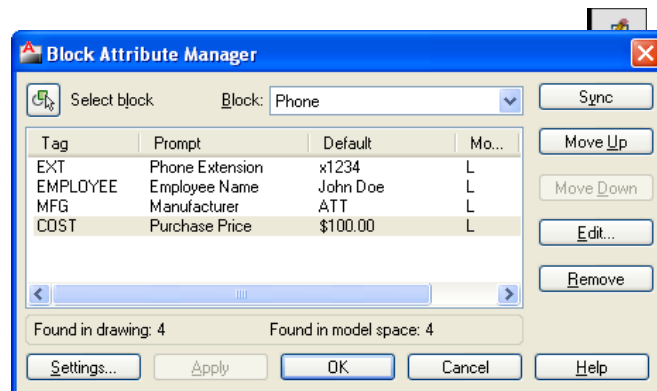 Block Attribute Manager
Select block Block: Phone Sync
Tag Prompt Default Mo... Move Up
EXT Phone Extension x1234 L
EMPLOYEE Employee Name John Doe L Move Down
MFG Manufacturer ATT L
COST Purchase Price $100.00 L Edit...
Remove
Found in drawing: 4 Found in model space: 4
Settings... Apply OK Cancel Help